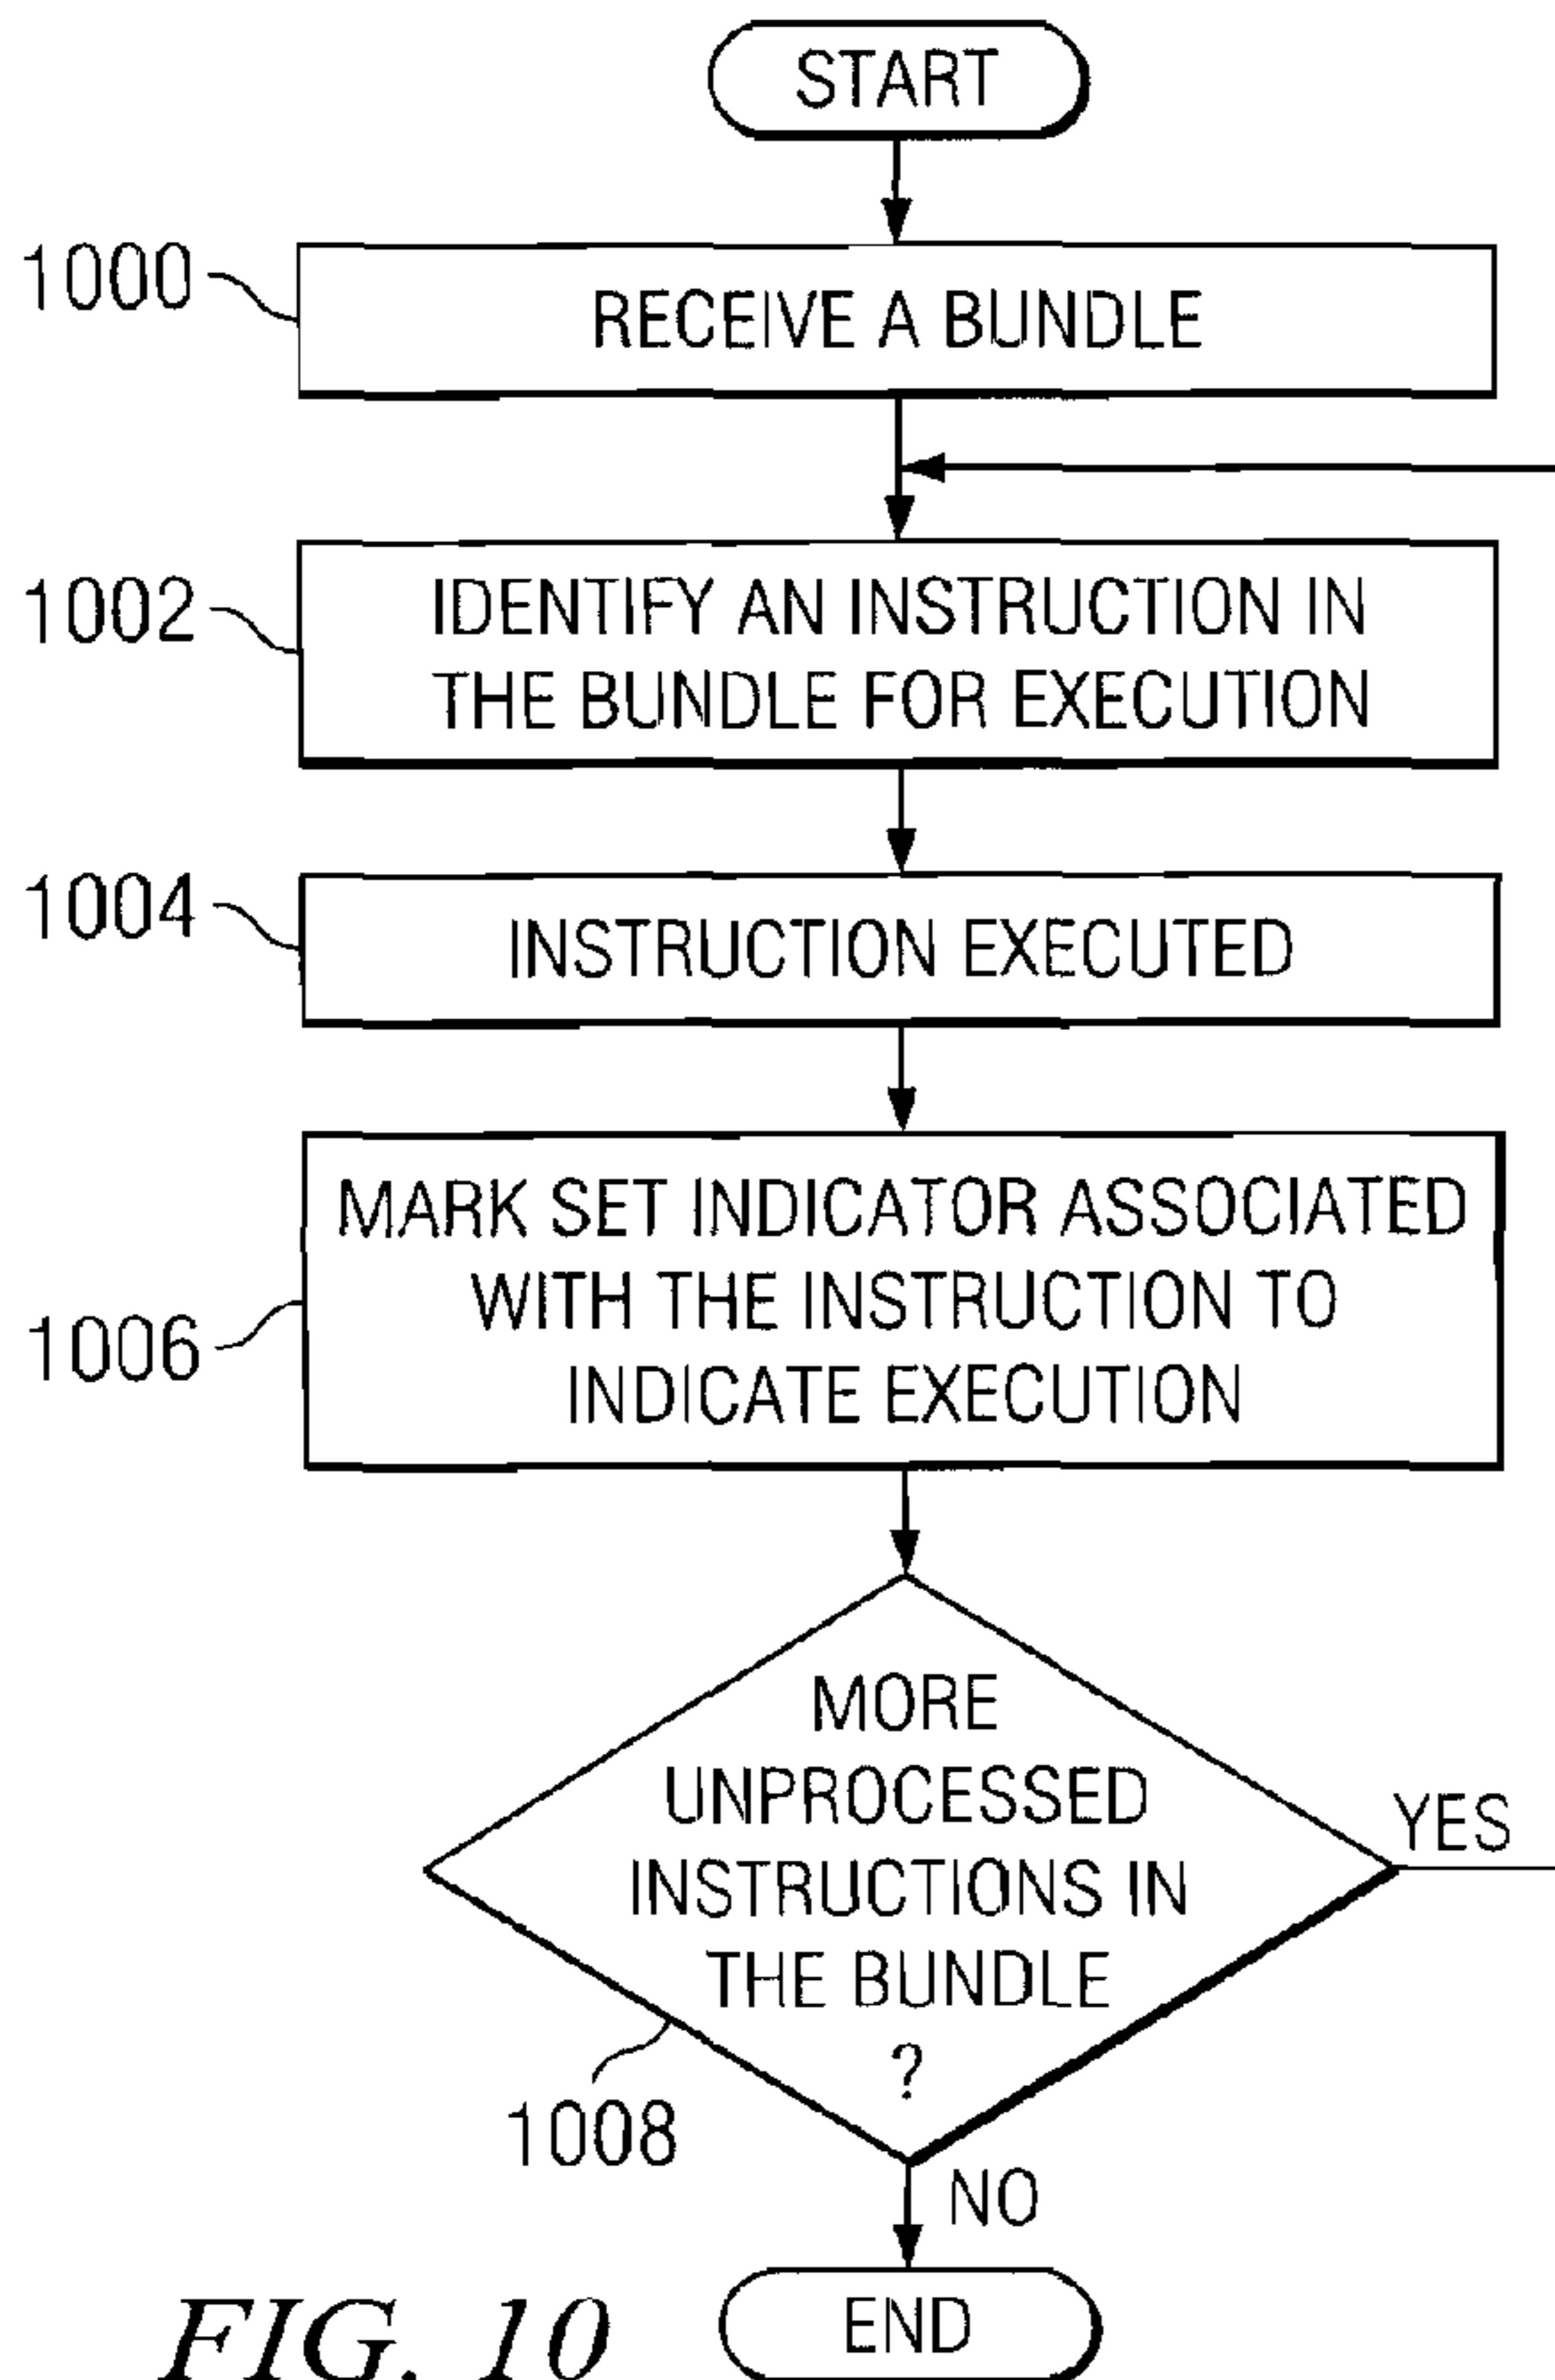 START
1000
RECEIVE A BUNDLE
1002
IDENTIFY AN INSTRUCTION IN
THE BUNDLE FOR EXECUTION
1004
INSTRUCTION EXECUTED
1006
MARK SET INDICATOR ASSOCIATED
WITH THE INSTRUCTION TO
INDICATE EXECUTION
MORE
UNPROCESSED
INSTRUCTIONS IN
THE BUNDLE
?
YES
1008
NO
END
FIG. 10